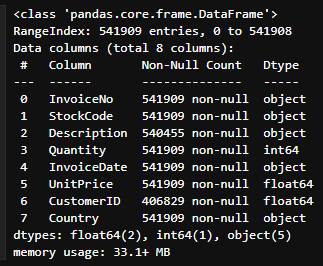 <class 'pandas.core.frame.DataFrame'>
RangeIndex: 541909 entries, 0 to 541908
Data columns (total 8 columns):
 #   Column       Non-Null Count   Dtype
---  ------       --------------   -----
 0   InvoiceNo    541909 non-null  object
 1   StockCode    541909 non-null  object
 2   Description  540455 non-null  object
 3   Quantity     541909 non-null  int64
 4   InvoiceDate  541909 non-null  object
 5   UnitPrice    541909 non-null  float64
 6   CustomerID   406829 non-null  float64
 7   Country      541909 non-null  object
dtypes: float64(2), int64(1), object(5)
memory usage: 33.1+ MB